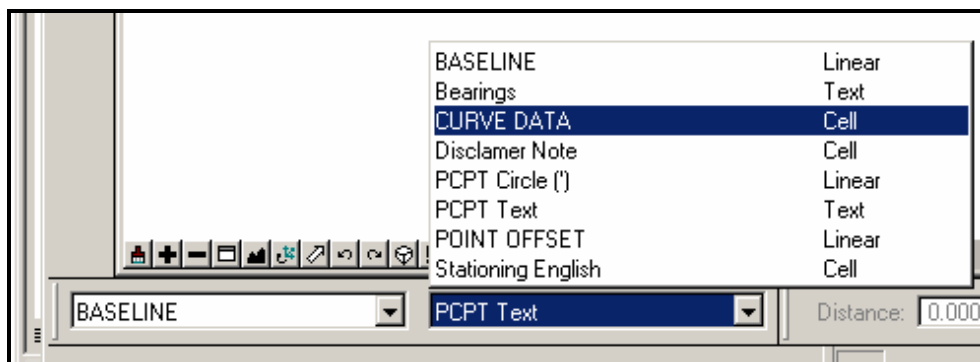 BASELINE Linear
Bearings Text
CURVE DATA Cell
Disclamer Note Cell
PCPT Circle (') Linear
PCPT Text Text
POINT OFFSET Linear
Stationing English Cell
BASELINE PCPT Text Distance: 0.000